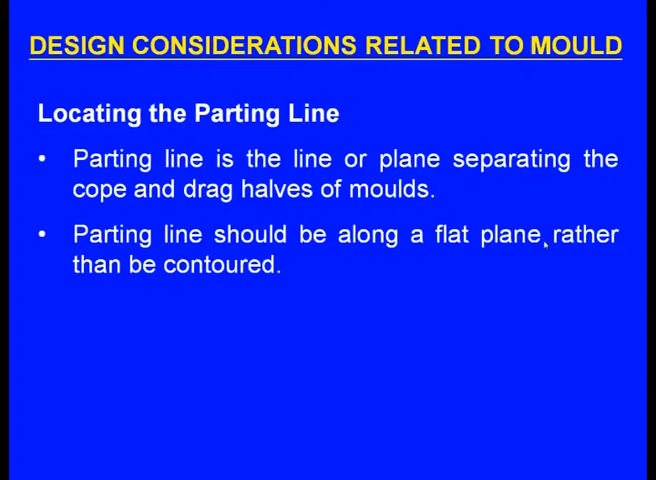 DESIGN CONSIDERATIONS RELATED TO MOULD
Locating the Parting Line
• Parting line is the line or plane separating the
cope and drag halves of moulds.
• Parting line should be along a flat plane rather
than be contoured.